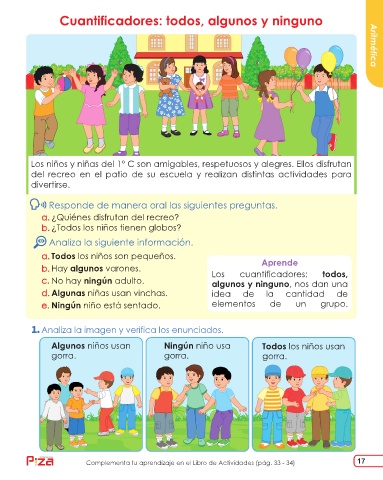 Cuantificadores: todos, algunos y ninguno
Aritmética
Los niños y niñas del 1° C son amigables, respetuosos y alegres. Ellos disfrutan
del recreo en el patio de su escuela y realizan distintas actividades para
divertirse.
Responde de manera oral las siguientes preguntas.
a. ¿Quiénes disfrutan del recreo?
b. ¿Todos los niños tienen globos?
Analiza la siguiente información.
a. Todos los niños son pequeños.
b. Hay algunos varones.
c. No hay ningún adulto.
d. Algunas niñas usan vinchas.
e. Ningún niño está sentado.
Aprende
Los cuantificadores: todos,
algunos y ninguno, nos dan una
idea de la cantidad de
elementos de un grupo.
1. Analiza la imagen y verifica los enunciados.
Algunos niños usan
gorra.
Ningún niño usa
gorra.
Todos los niños usan
gorra.
Complementa tu aprendizaje en el Libro de Actividades (pág. 33 - 34)
17